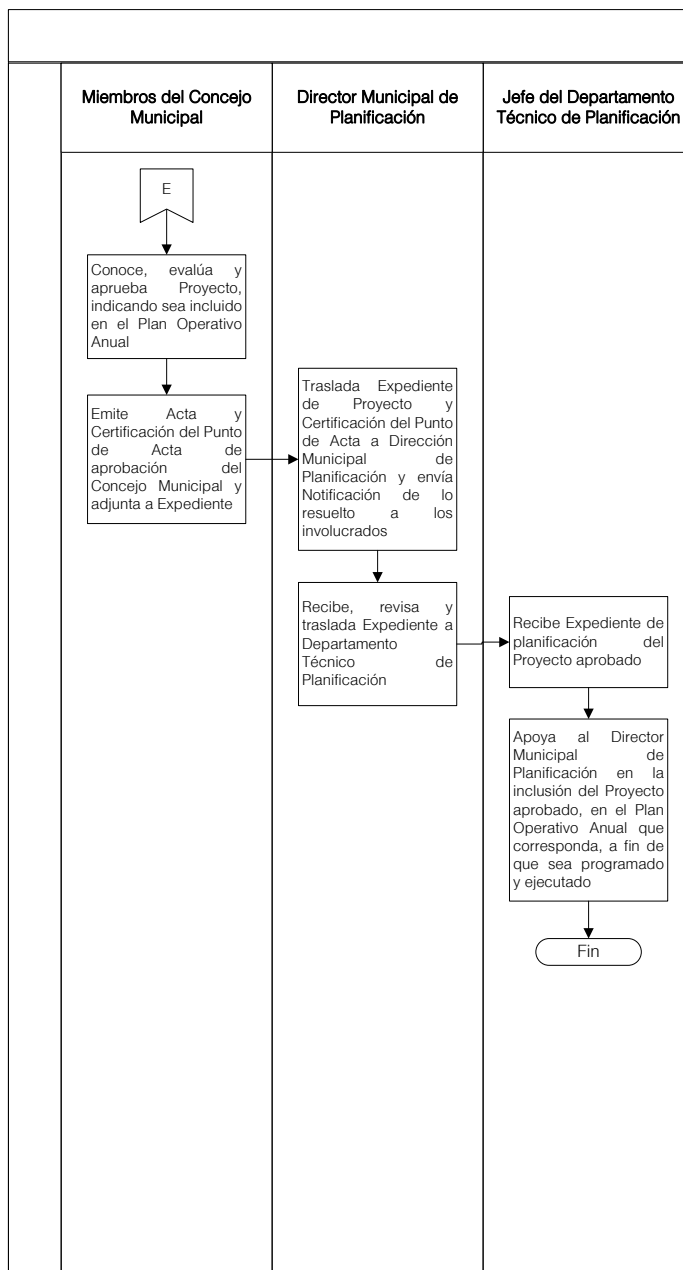 Miembros del Concejo
Municipal
Director Municipal de
Planificación
Jefe del Departamento
Técnico de Planificación
E
Conoce, evalúa y
aprueba Proyecto,
indicando sea incluido
en el Plan Operativo
Anual
Emite Acta y
Certificación del Punto
de Acta de
aprobación del
Concejo Municipal y
adjunta a Expediente
Traslada Expediente
de Proyecto y
Certificación del Punto
de Acta a Dirección
Municipal de
Planificación y envía
Notificación de lo
resuelto a los
involucrados
Recibe, revisa y
traslada Expediente a
Departamento
Técnico de
Planificación
Recibe Expediente de
planificación del
Proyecto aprobado
Apoya al Director
Municipal de
Planificación en la
inclusión del Proyecto
aprobado, en el Plan
Operativo Anual que
corresponda, a fin de
que sea programado
y ejecutado
Fin